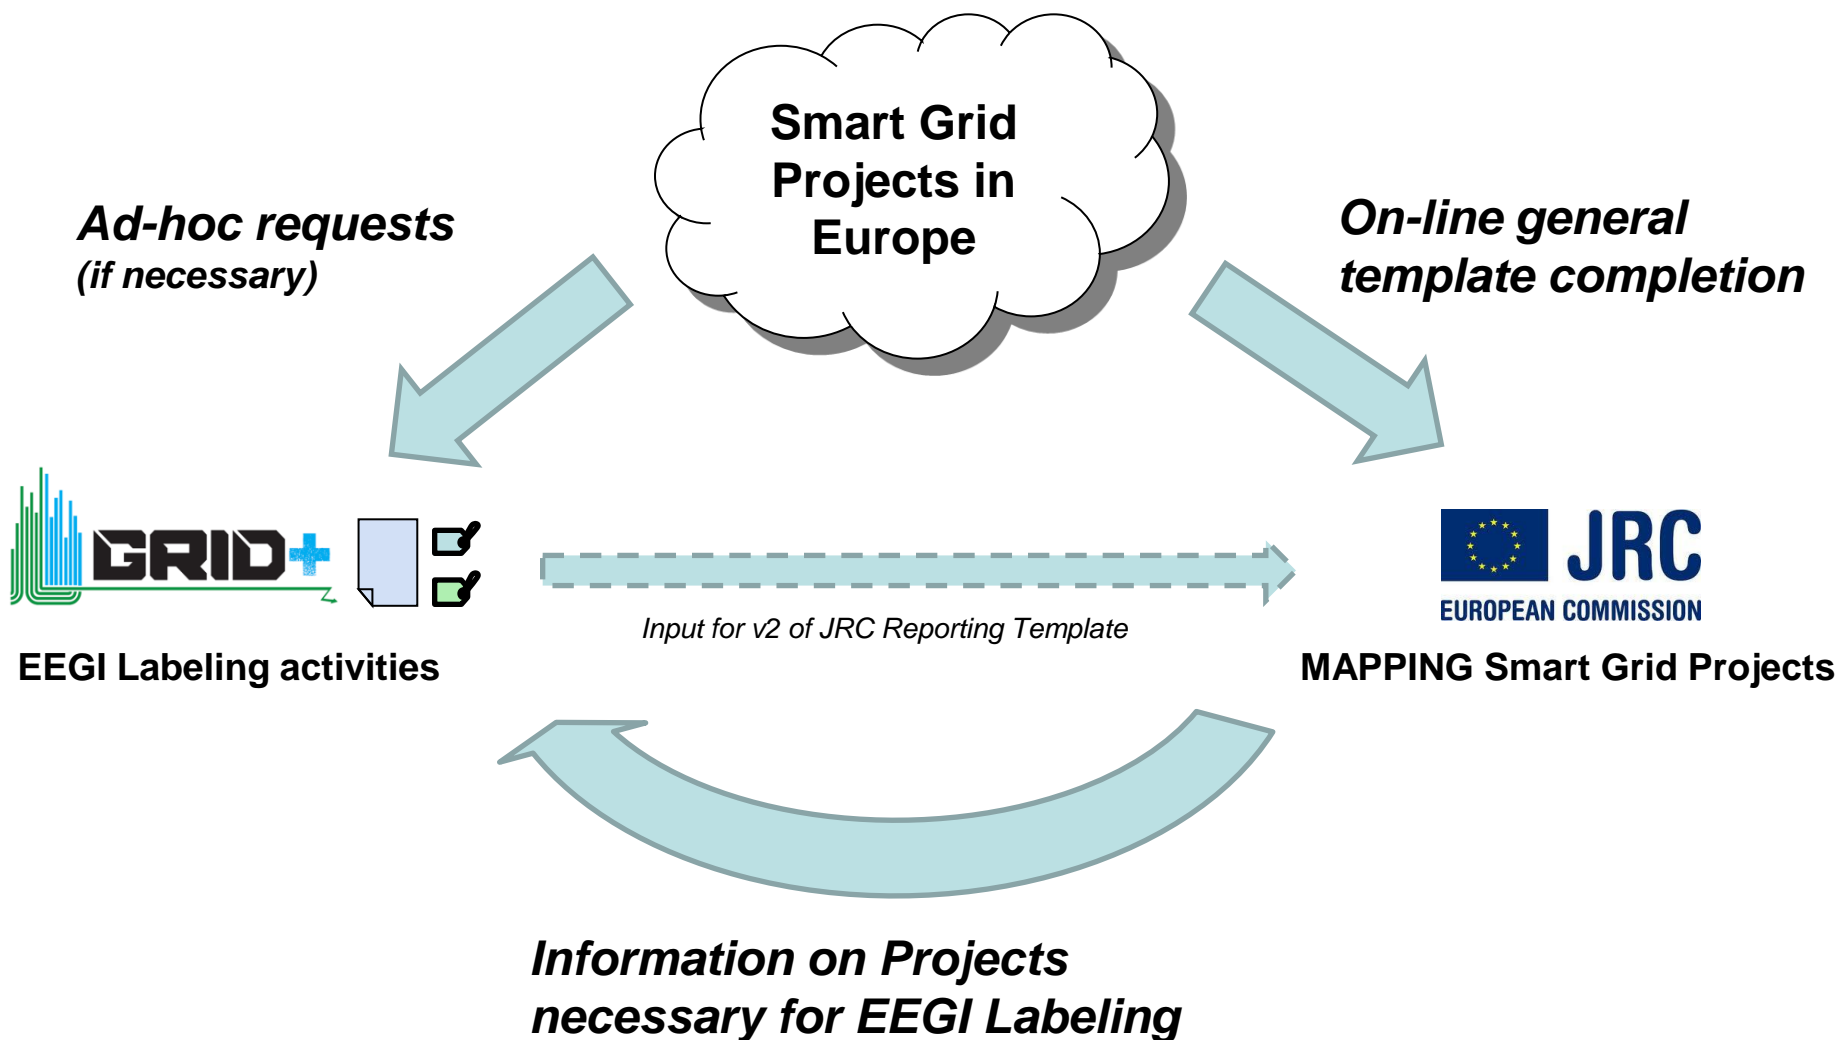 Smart Grid
Projects in
Europe
Ad-hoc requests
(if necessary)
On-line general
template completion
GRID+
JRC
EUROPEAN COMMISSION
Input for v2 of JRC Reporting Template
EEGI Labeling activities
MAPPING Smart Grid Projects
Information on Projects
necessary for EEGI Labeling